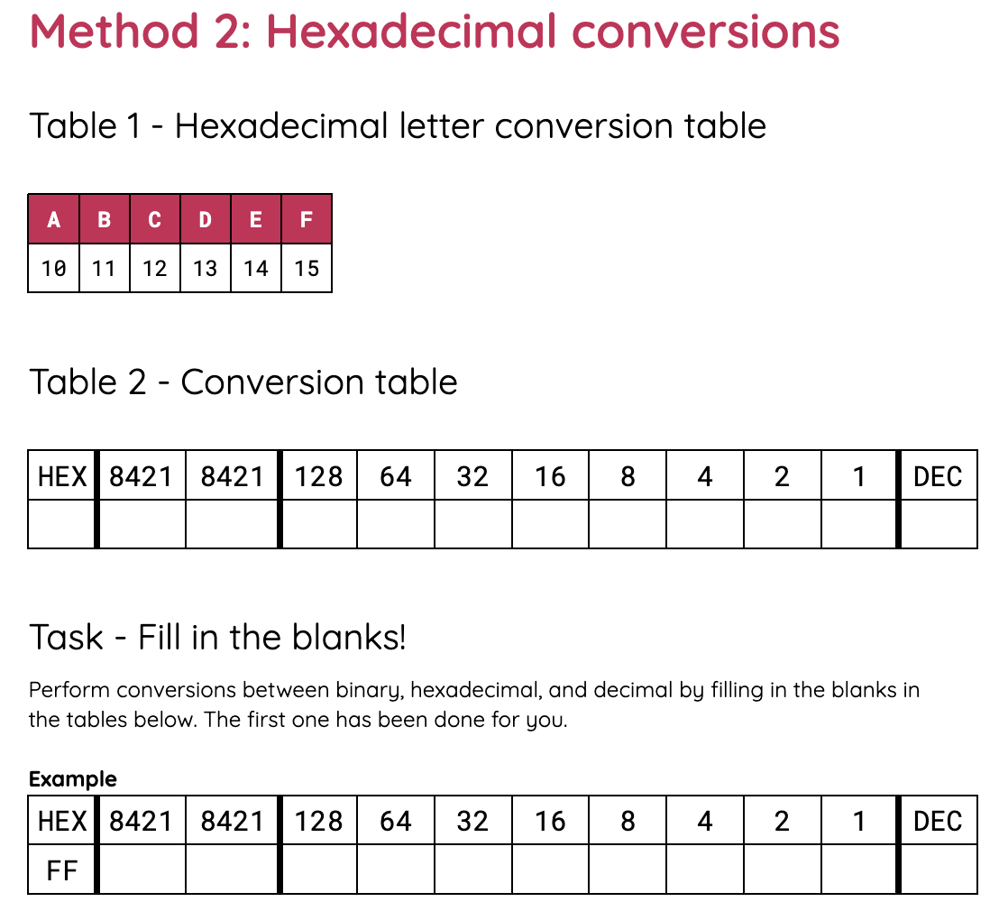 Method 2: Hexadecimal conversions
Table 1 - Hexadecimal letter conversion table
A B C D E F
10 11 12 13 14 15
Table 2 - Conversion table
HEX 8421 8421 128 64 32 16 8 4 2 1 DEC
Task - Fill in the blanks!
Perform conversions between binary, hexadecimal, and decimal by filling in the blanks in
the tables below. The first one has been done for you.
Example
HEX 8421 8421 128 64 32 16 8 4 2 1 DEC
FF